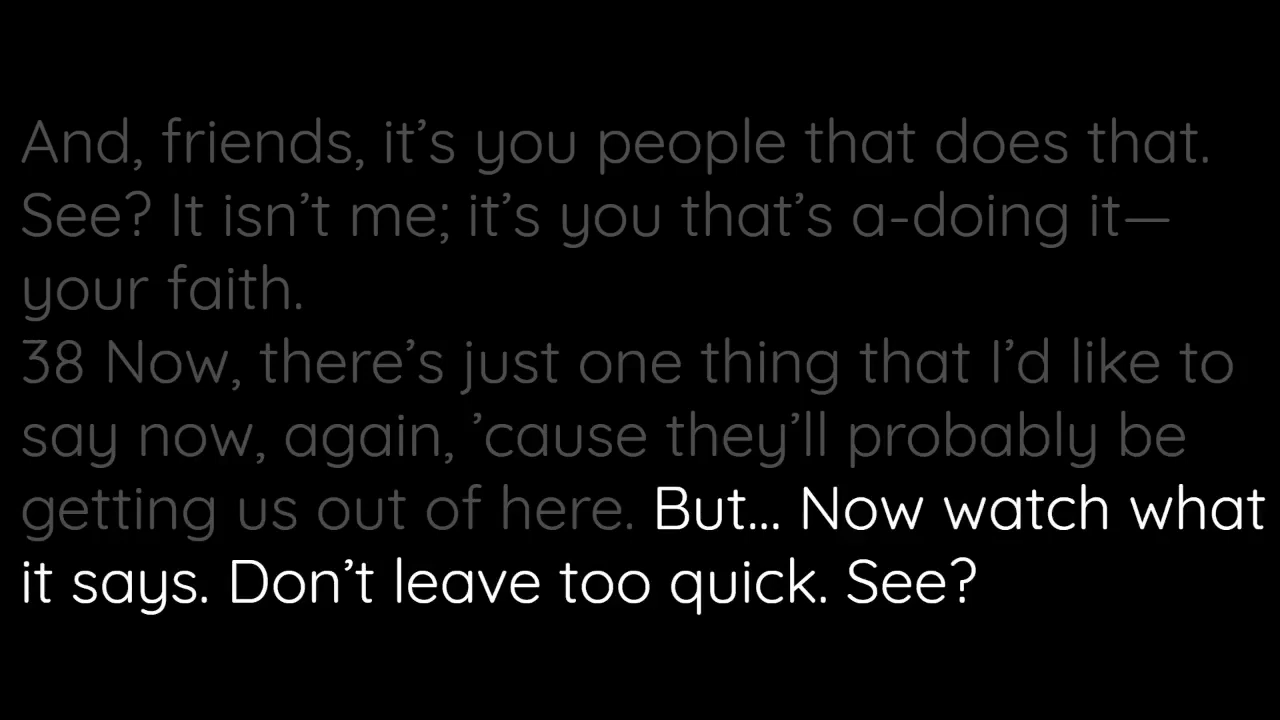 And, friends, it’s you people that does that.
See? It isn’t me; it’s you that’s a-doing it—
your faith.
38 Now, there’s just one thing that I’d like to
say now, again, ’cause they’ll probably be
getting us out of here. But... Now watch what
it says. Don’t leave too quick. See?